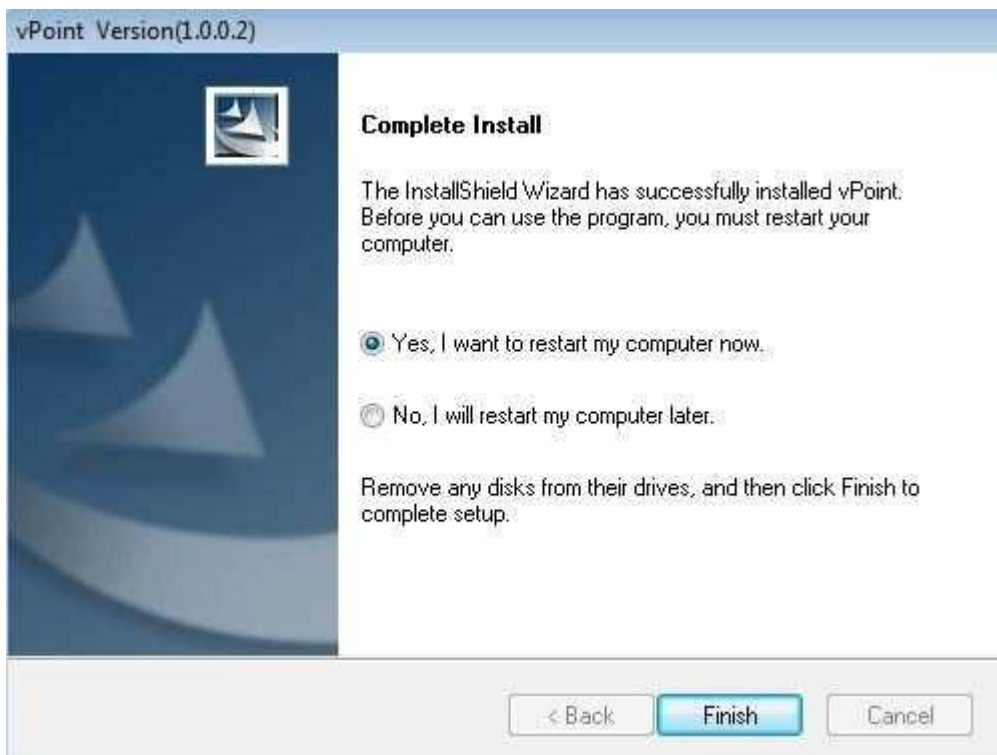 vPoint Version(1.0.0.2)
Complete Install
The InstallShield Wizard has successfully installed vPoint.
Before you can use the program, you must restart your
computer.
Yes, I want to restart my computer now.
No, I will restart my computer later.
Remove any disks from their drives, and then click Finish to
complete setup.
< Back Finish Cancel